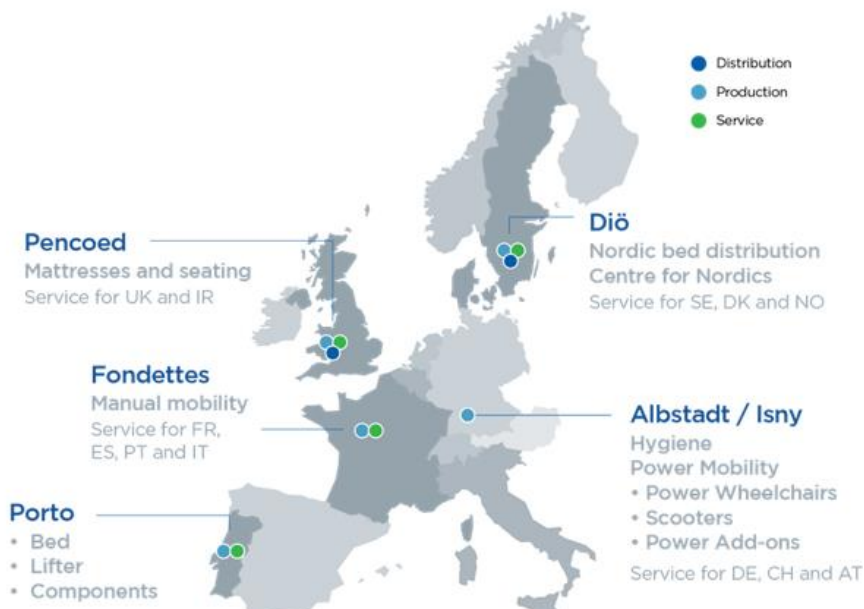 Distribution
Production
Service
Diö
Nordic bed distribution
Centre for Nordics
Service for SE, DK and NO
Pencoed
Mattresses and seating
Service for UK and IR
Fondettes
Manual mobility
Service for FR,
ES, PT and IT
Albstadt / Isny
Hygiene
Power Mobility
• Power Wheelchairs
• Scooters
• Power Add-ons
Service for DE, CH and AT
Porto
• Bed
• Lifter
• Components